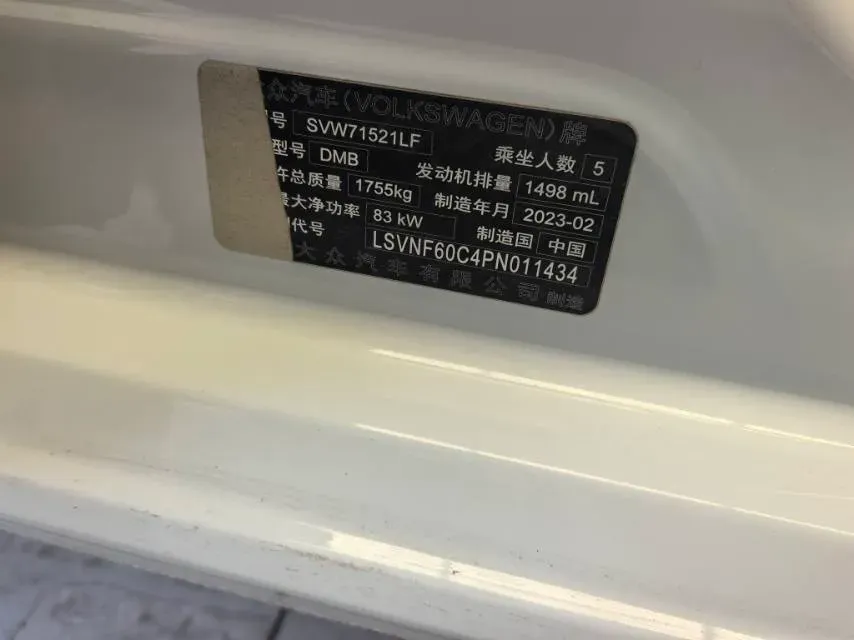 众汽车(VOLKSWAGEN)牌
号 SVW71521LF 乘坐人数 5
型号 DMB 发动机排量 1498 mL
许总质量 1755kg 制造年月 2023-02
最大净功率 83 kW 制造国 中国
代号 LSVNF60C4PN011434
大众汽车有限公司 制造